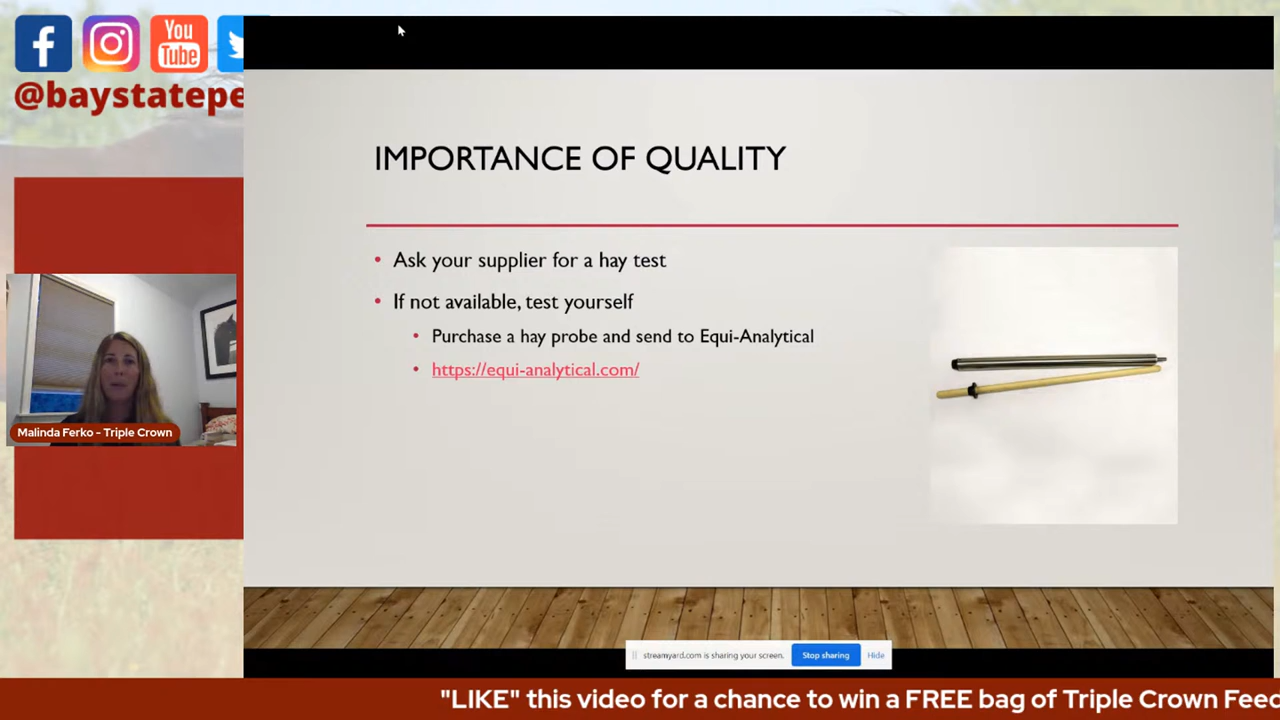 You
Tube
@baystatepe
IMPORTANCE OF QUALITY
• Ask your supplier for a hay test
• If not available, test yourself
• Purchase a hay probe and send to Equi-Analytical
• https://equi-analytical.com/
Malinda Ferko - Triple Crown
streamyard.com is sharing your screen.
Stop sharing
Hide
"LIKE" this video for a chance to win a FREE bag of Triple Crown Feed